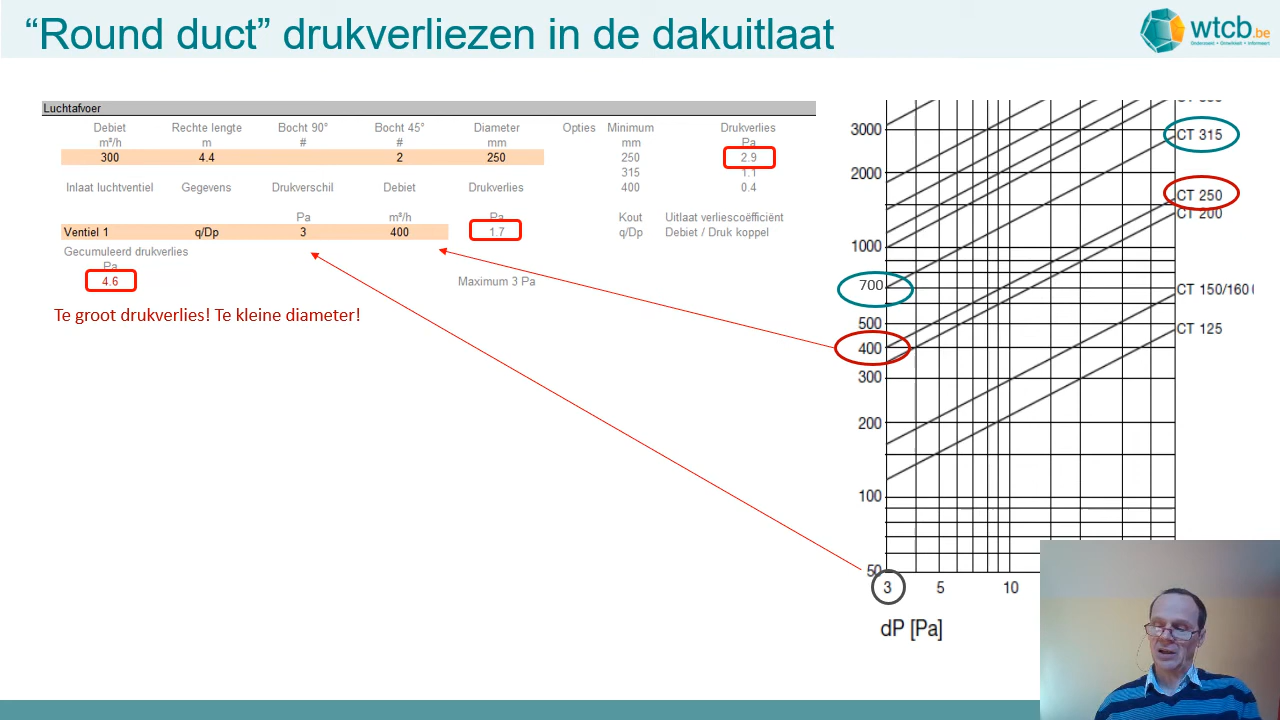 “Round duct” drukverliezen in de dakuitlaat
wtcb.be
Onderzoekt • Ontwikkelt • Informeert
Luchtafvoer
Debiet Rechte lengte Bocht 90° Bocht 45° Diameter Opties Minimum Drukverlies
m³/h m # # mm mm Pa
300 4.4 2 250 250 2.9
315 1.1
Inlaat luchtventiel Gegevens Drukverschil Debiet Drukverlies 400 0.4
Pa m³/h Pa Kout Uitlaat verliescoëfficiënt
Ventiel 1 q/Dp 3 400 1.7 q/Dp Debiet / Druk koppel
Gecumuleerd drukverlies
Pa
4.6 Maximum 3 Pa
Te groot drukverlies! Te kleine diameter!
3000
CT 315
2000
CT 250
CT 200
1000
700
CT 150/160
500
CT 125
400
300
200
100
50
3 5 10
dP [Pa]